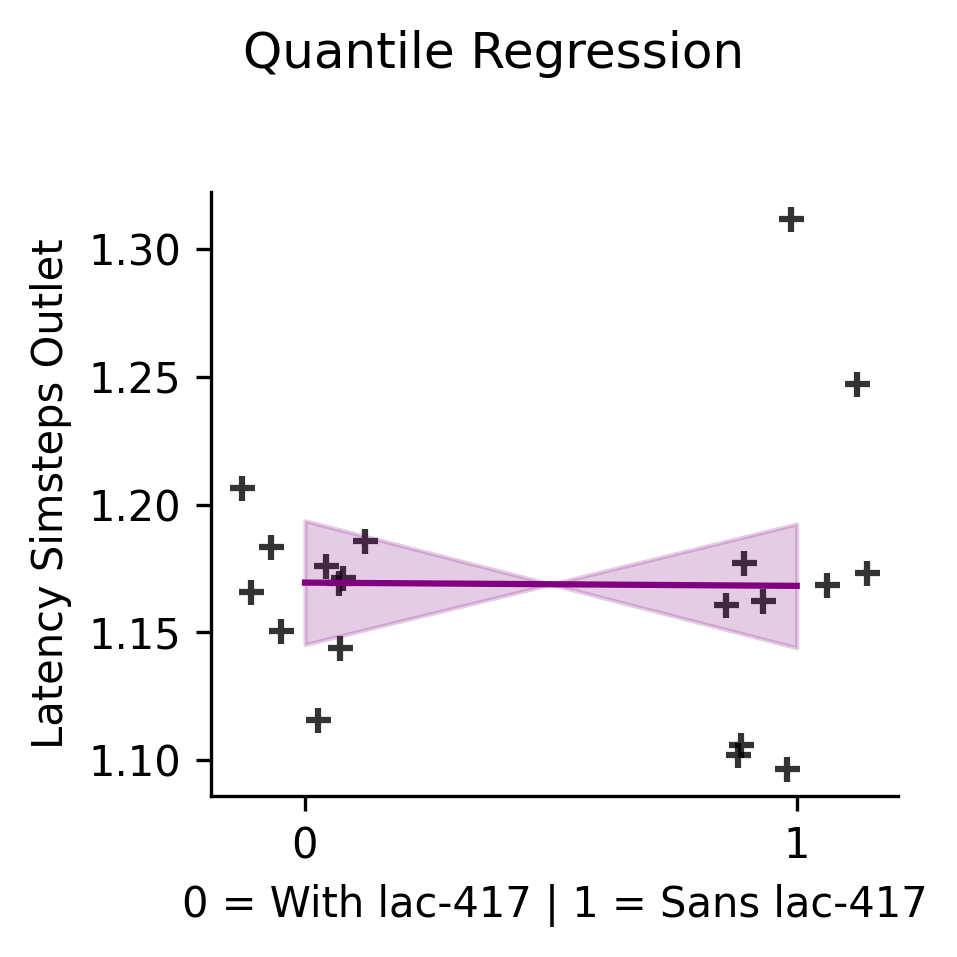 Quantile Regression
Latency Simsteps Outlet
1.30
1.25
1.20
1.15
1.10
0
1
0 = With lac-417 | 1 = Sans lac-417